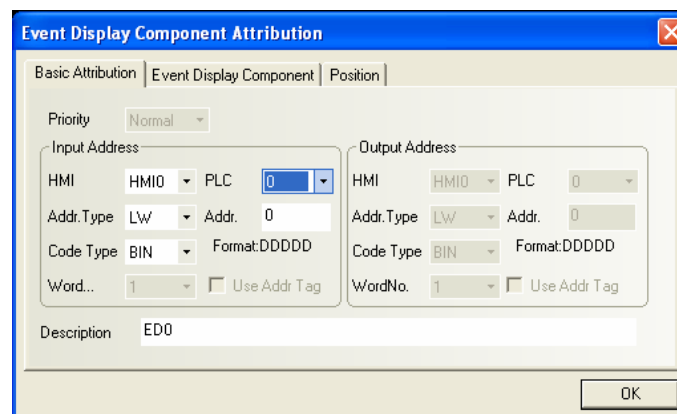 Event Display Component Attribution
Basic Attribution Event Display Component Position
Priority Normal
Input Address Output Address
HMI HMI0 PLC 0 HMI HMI0 PLC 0
Addr.Type LW Addr. 0 Addr.Type LW Addr. 0
Code Type BIN Format:DDDDD Code Type BIN Format:DDDDD
Word... 1 Use Addr Tag WordNo. 1 Use Addr Tag
Description ED0
OK